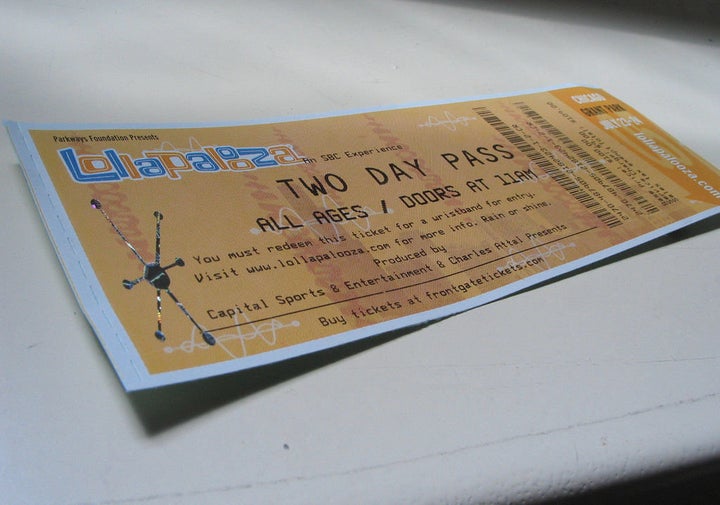 Parkways Foundation Presents
Lollapalooza
An SBC Experience
TWO DAY PASS
ALL AGES / DOORS AT 11AM
You must redeem this ticket for a wristband for entry.
Visit www.lollapalooza.com for more info. Rain or shine.
Produced by
Capital Sports & Entertainment & Charles Attal Presents
Buy tickets at frontgatetickets.com
CHICAGO
GRANT PARK
lollapalooza.com